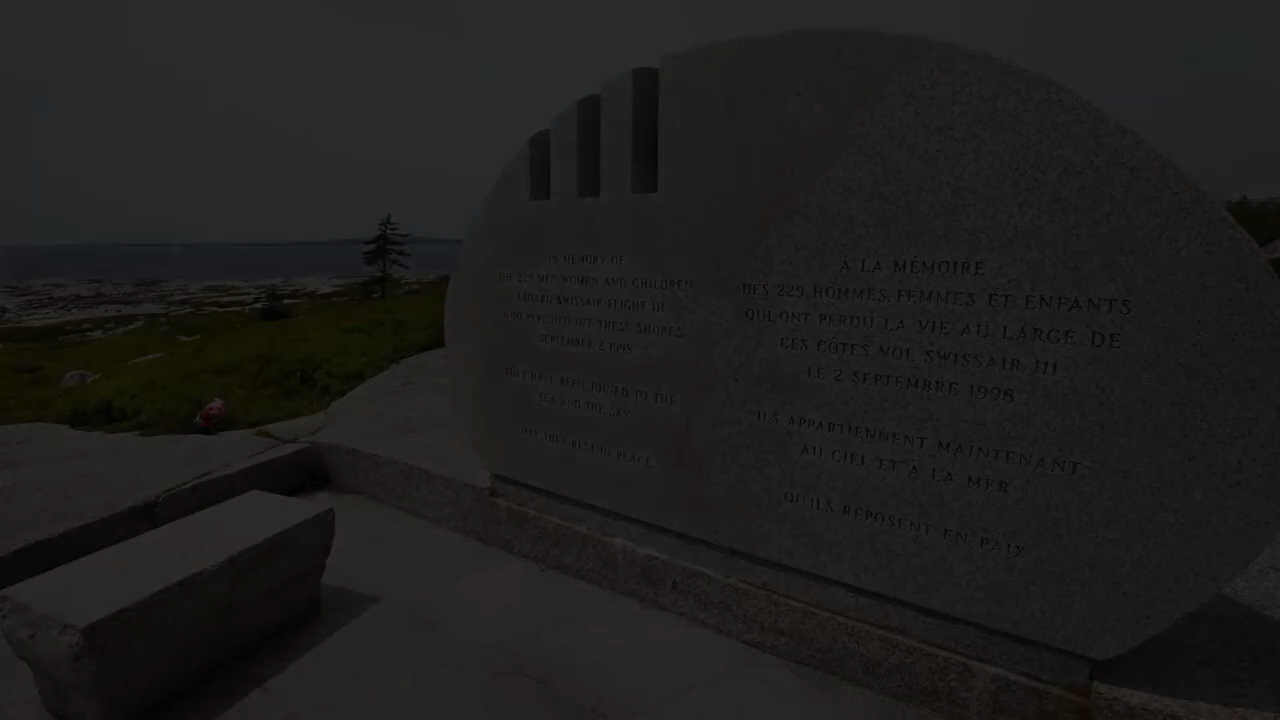 IN MEMORY OF
THE 229 MEN WOMEN AND CHILDREN
ABOARD SWISSAIR FLIGHT 111
WHO PERISHED OFF THESE SHORES
SEPTEMBER 2, 1998
THEY HAVE BEEN JOINED TO THE
SEA AND THE SKY
MAY THEY REST IN PEACE
À LA MÉMOIRE
DES 229 HOMMES, FEMMES ET ENFANTS
QUI ONT PERDU LA VIE AU LARGE DE
CES CÔTES VOL SWISSAIR 111
LE 2 SEPTEMBRE 1998
ILS APPARTIENNENT MAINTENANT
AU CIEL ET À LA MER
QU'ILS REPOSENT EN PAIX